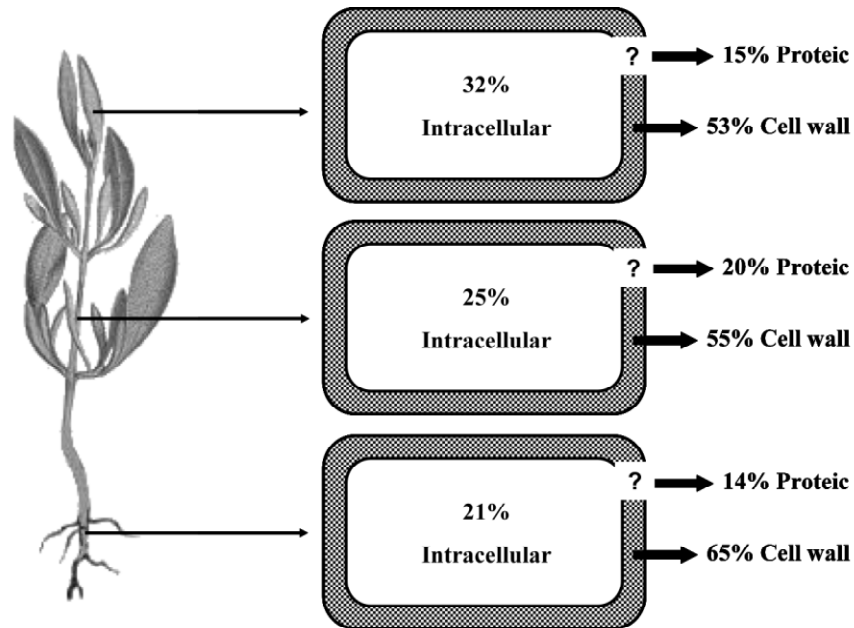 32%
Intracellular
?
15% Proteic
53% Cell wall
25%
Intracellular
?
20% Proteic
55% Cell wall
21%
Intracellular
?
14% Proteic
65% Cell wall